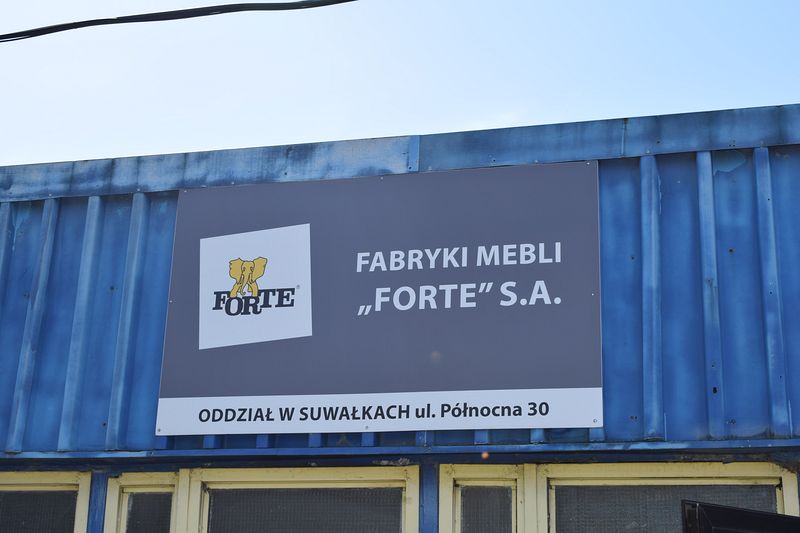 FORTE®
FABRYKI MEBLI
„FORTE” S.A.
ODDZIAŁ W SUWAŁKACH ul. Północna 30